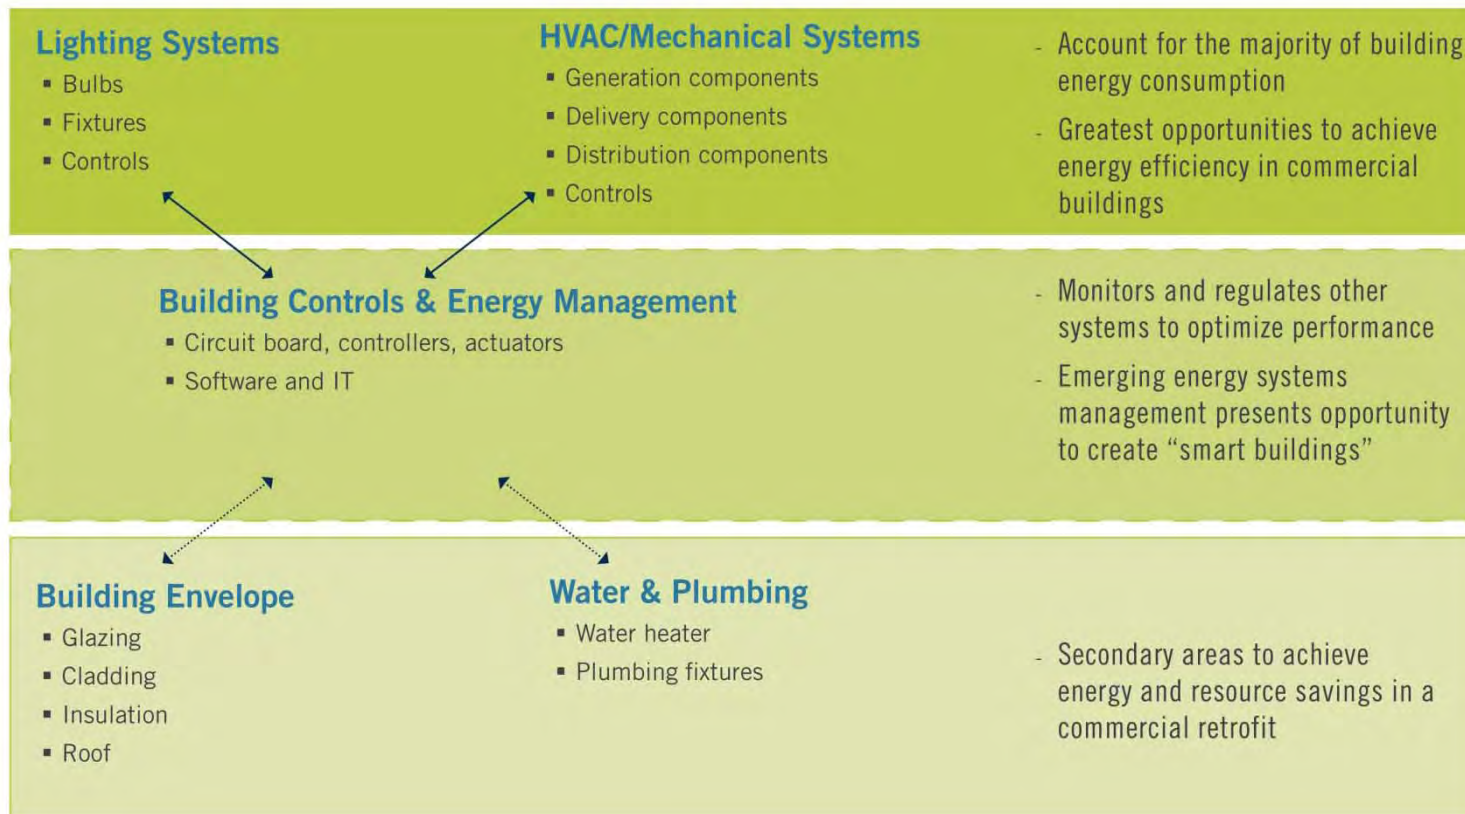 Lighting Systems
▪ Bulbs
▪ Fixtures
▪ Controls
HVAC/Mechanical Systems
▪ Generation components
▪ Delivery components
▪ Distribution components
▪ Controls
- Account for the majority of building
energy consumption
- Greatest opportunities to achieve
energy efficiency in commercial
buildings
Building Controls & Energy Management
▪ Circuit board, controllers, actuators
▪ Software and IT
- Monitors and regulates other
systems to optimize performance
- Emerging energy systems
management presents opportunity
to create “smart buildings”
Building Envelope
▪ Glazing
▪ Cladding
▪ Insulation
▪ Roof
Water & Plumbing
▪ Water heater
▪ Plumbing fixtures
- Secondary areas to achieve
energy and resource savings in a
commercial retrofit